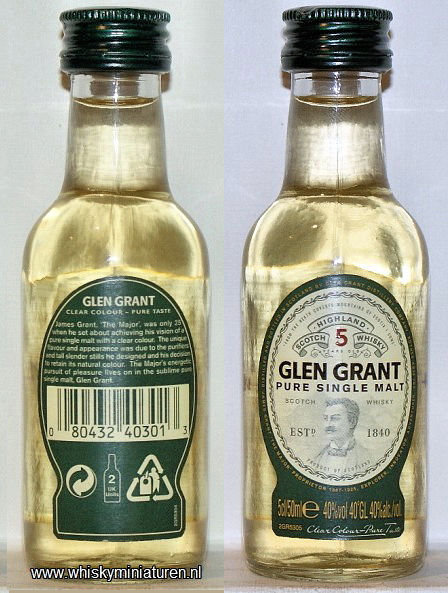 GLEN GRANT
CLEAR COLOUR – PURE TASTE
James Grant, 'The Major', was only 25
when he set about achieving his vision of a
pure single malt with a clear colour. The unique
flavour and appearance was due to the purifiers
and tall slender stills he designed and his decision
to retain its natural colour. The Major's energetic
pursuit of pleasure lives on in the sublime pure
single malt, Glen Grant.
0 80432 40301 3
2
UK
Units
www.whiskyminiaturen.nl
HIGHLAND
SCOTCH 5 WHISKY
GLEN GRANT
PURE SINGLE MALT
SCOTCH WHISKY
ESTD 1840
PRODUCT OF SCOTLAND
5cl/50ml e 40%vol 40°GL 40%alc./vol.
Clear Colour – Pure Taste